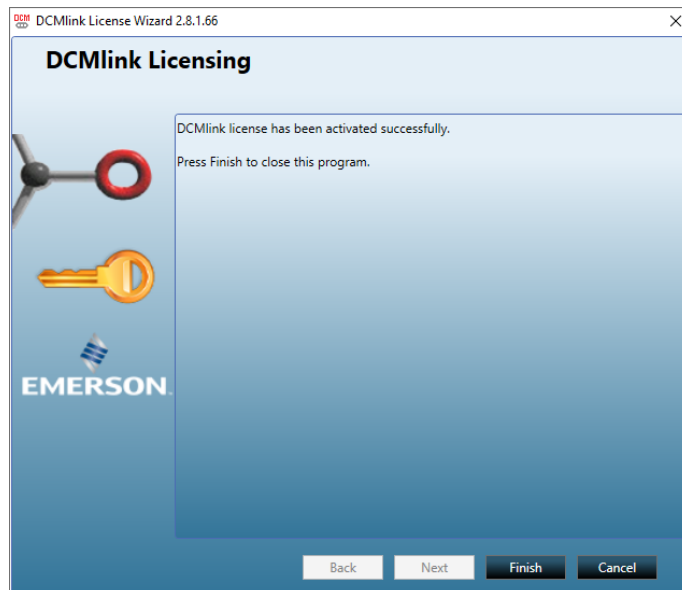 DCM
DCMlink License Wizard 2.8.1.66
DCMlink Licensing
DCMlink license has been activated successfully.
Press Finish to close this program.
EMERSON.
Back Next Finish Cancel